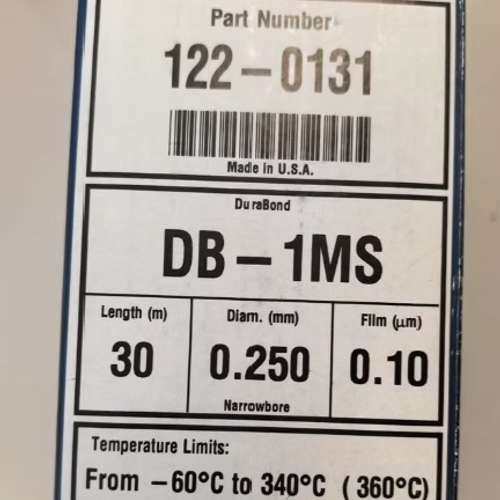 Part Number
122-0131
Made in U.S.A.
DuraBond
DB-1MS
Length (m)
Diam. (mm)
Film (μm)
30
0.250
0.10
Narrowbore
Temperature Limits:
From -60°C to 340°C (360°C)